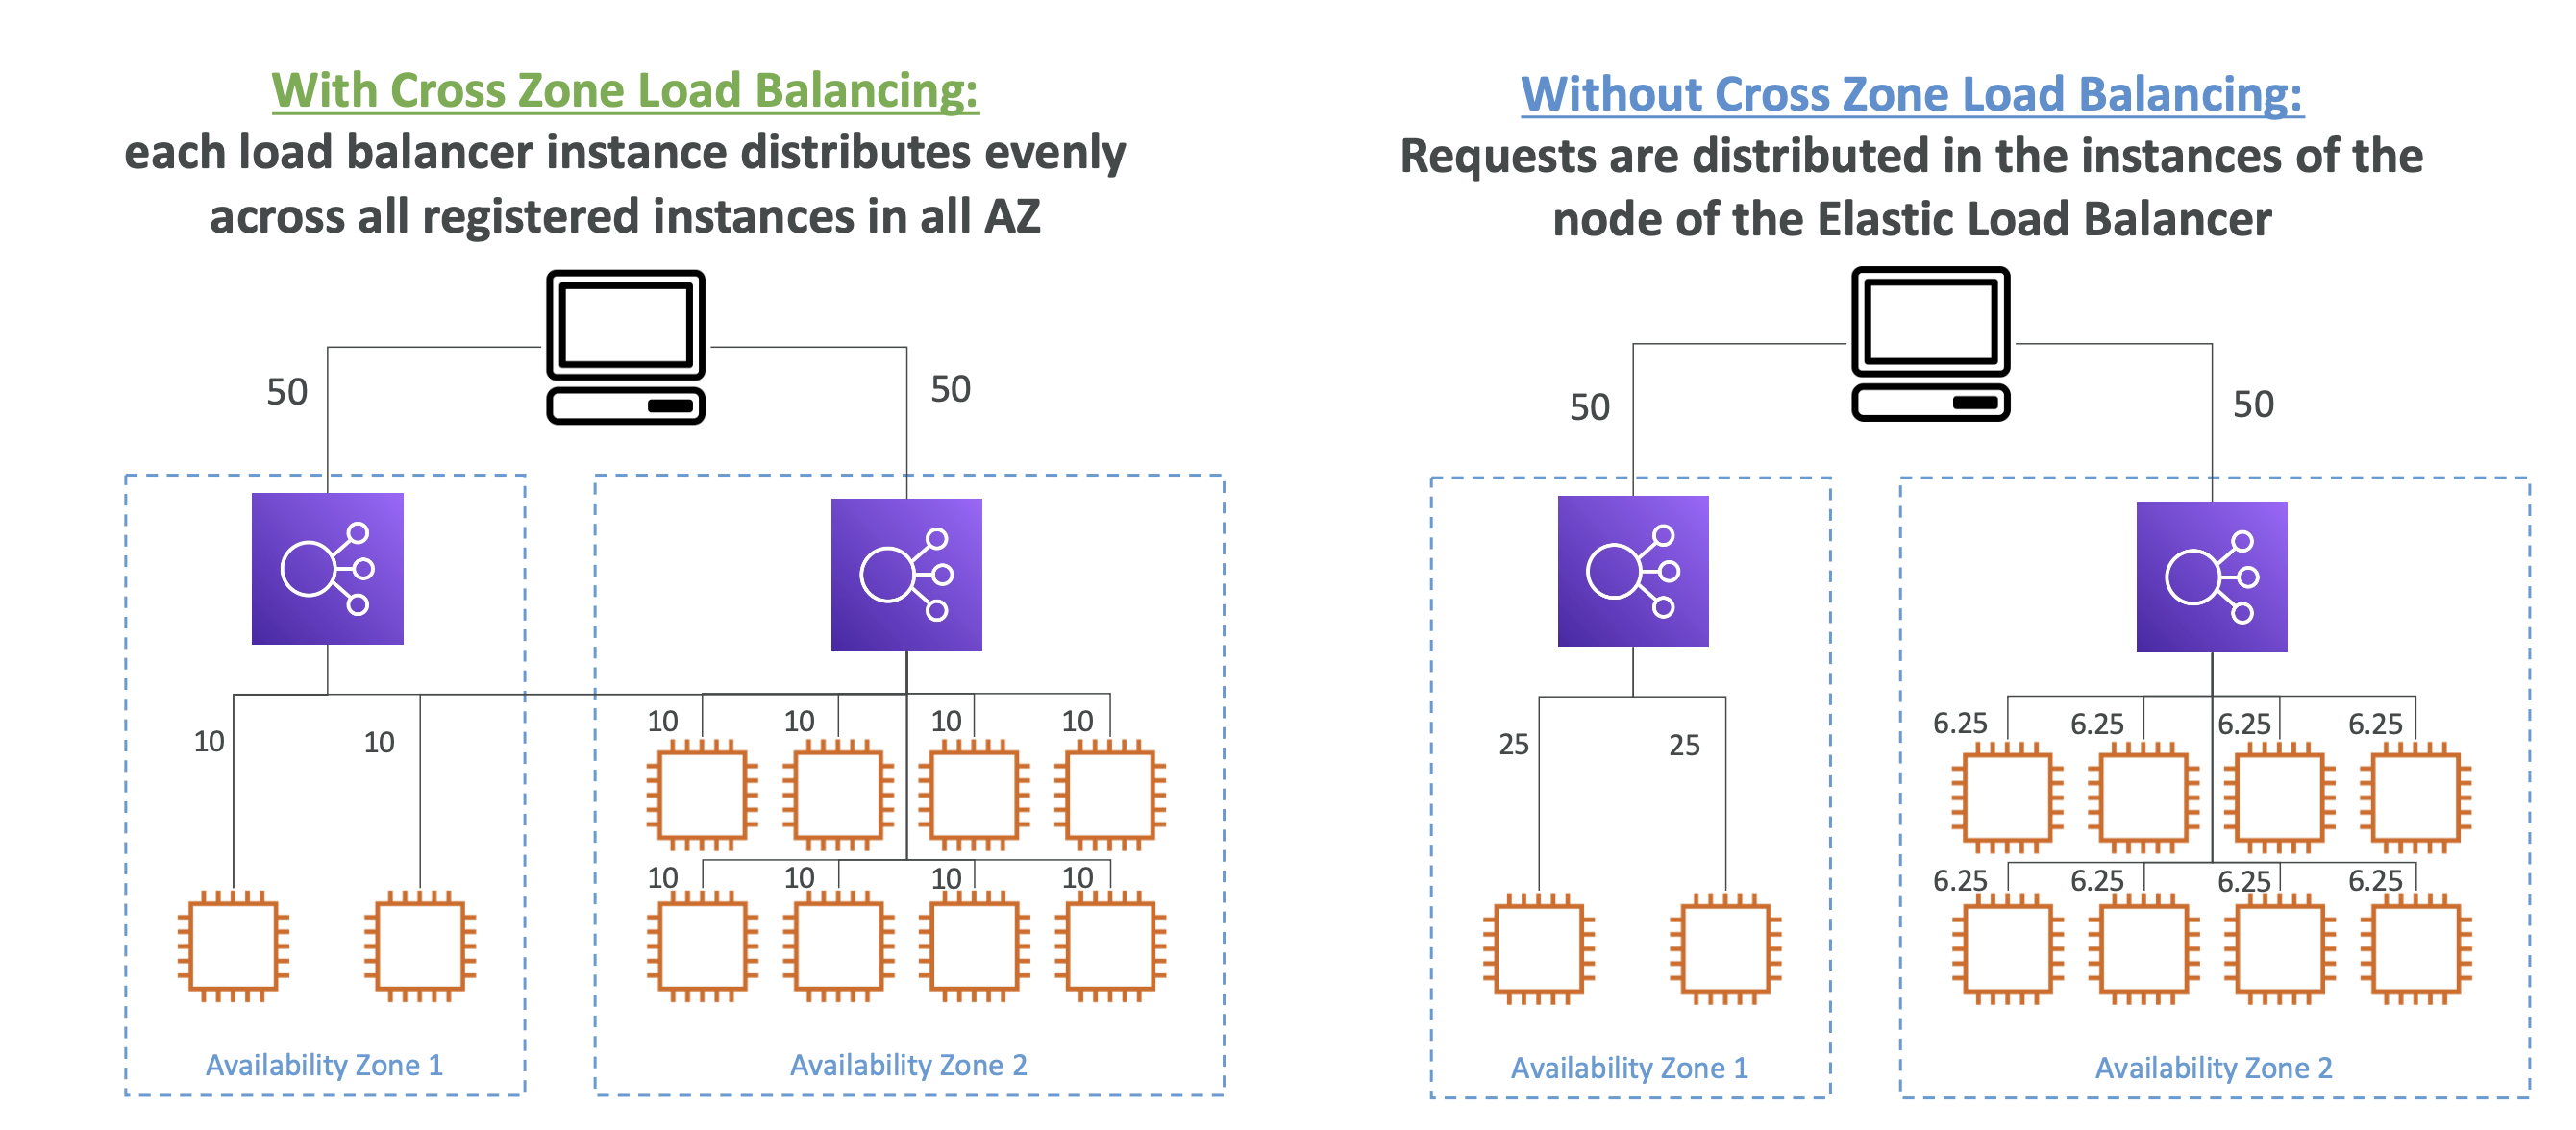 With Cross Zone Load Balancing:
each load balancer instance distributes evenly
across all registered instances in all AZ
50
50
10
10
10
10
10
10
10
10
10
10
Availability Zone 1
Availability Zone 2
Without Cross Zone Load Balancing:
Requests are distributed in the instances of the
node of the Elastic Load Balancer
50
50
25
25
6.25
6.25
6.25
6.25
6.25
6.25
6.25
6.25
Availability Zone 1
Availability Zone 2